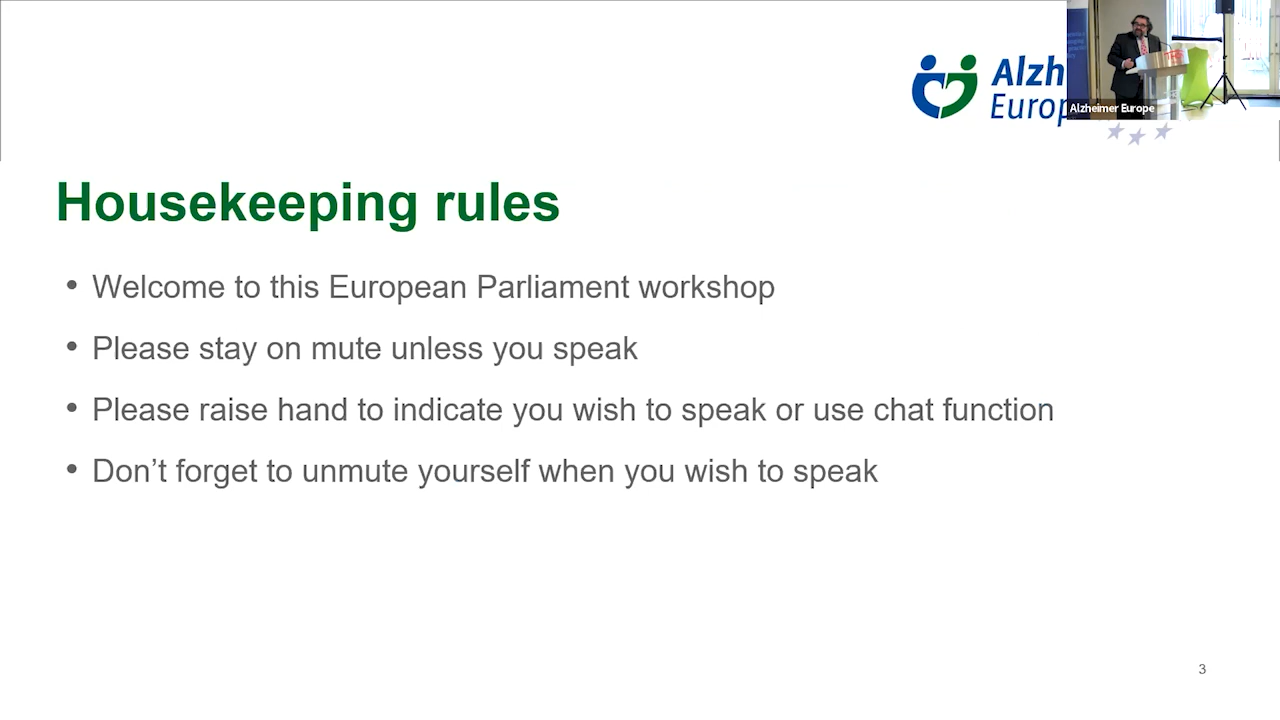 Alzh
Europ
Alzheimer Europe
Housekeeping rules
• Welcome to this European Parliament workshop
• Please stay on mute unless you speak
• Please raise hand to indicate you wish to speak or use chat function
• Don’t forget to unmute yourself when you wish to speak
3